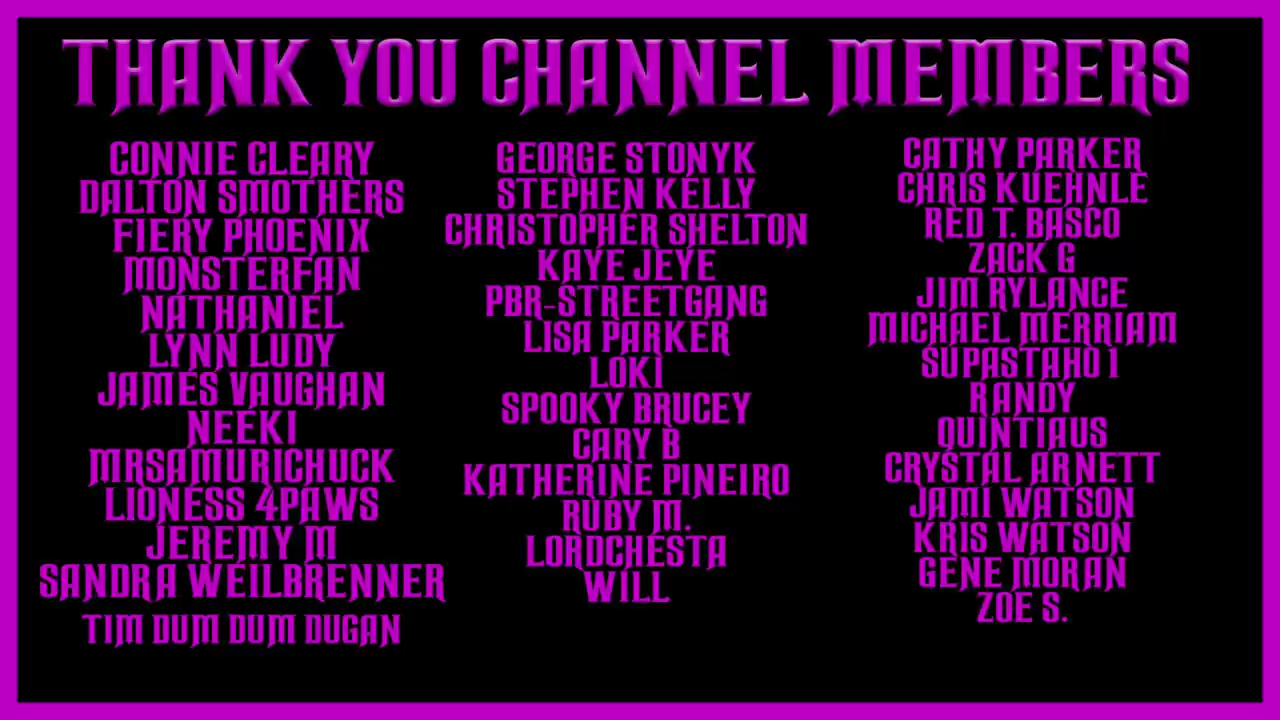 THANK YOU CHANNEL MEMBERS
CONNIE CLEARY
DALTON SMOTHERS
FIERY PHOENIX
MONSTERFAN
NATHANIEL
LYNN LUDY
JAMES VAUGHAN
NEEKI
MRSAMURICHUCK
LIONESS 4PAWS
JEREMY M
SANDRA WEILBRENNER
TIM DUM DUM DUGAN
GEORGE STONYK
STEPHEN KELLY
CHRISTOPHER SHELTON
KAYE JEYE
PBR-STREETGANG
LISA PARKER
LOKI
SPOOKY BRUCEY
CARY B
KATHERINE PINEIRO
RUBY M.
LORDCHESTA
WILL
CATHY PARKER
CHRIS KUEHNLE
RED T. BASCO
ZACK G
JIM RYLANCE
MICHAEL MERRIAM
SUPASTAHO1
RANDY
QUINTIAUS
CRYSTAL ARNETT
JAMI WATSON
KRIS WATSON
GENE MORAN
ZOE S.